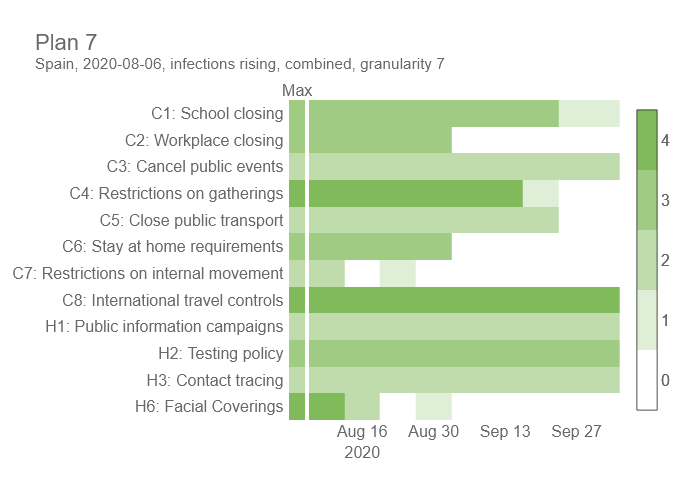 Plan 7
Spain, 2020-08-06, infections rising, combined, granularity 7
Max
C1: School closing
C2: Workplace closing
C3: Cancel public events
C4: Restrictions on gatherings
C5: Close public transport
C6: Stay at home requirements
C7: Restrictions on internal movement
C8: International travel controls
H1: Public information campaigns
H2: Testing policy
H3: Contact tracing
H6: Facial Coverings
Aug 16 Aug 30 Sep 13 Sep 27
2020
4
3
2
1
0